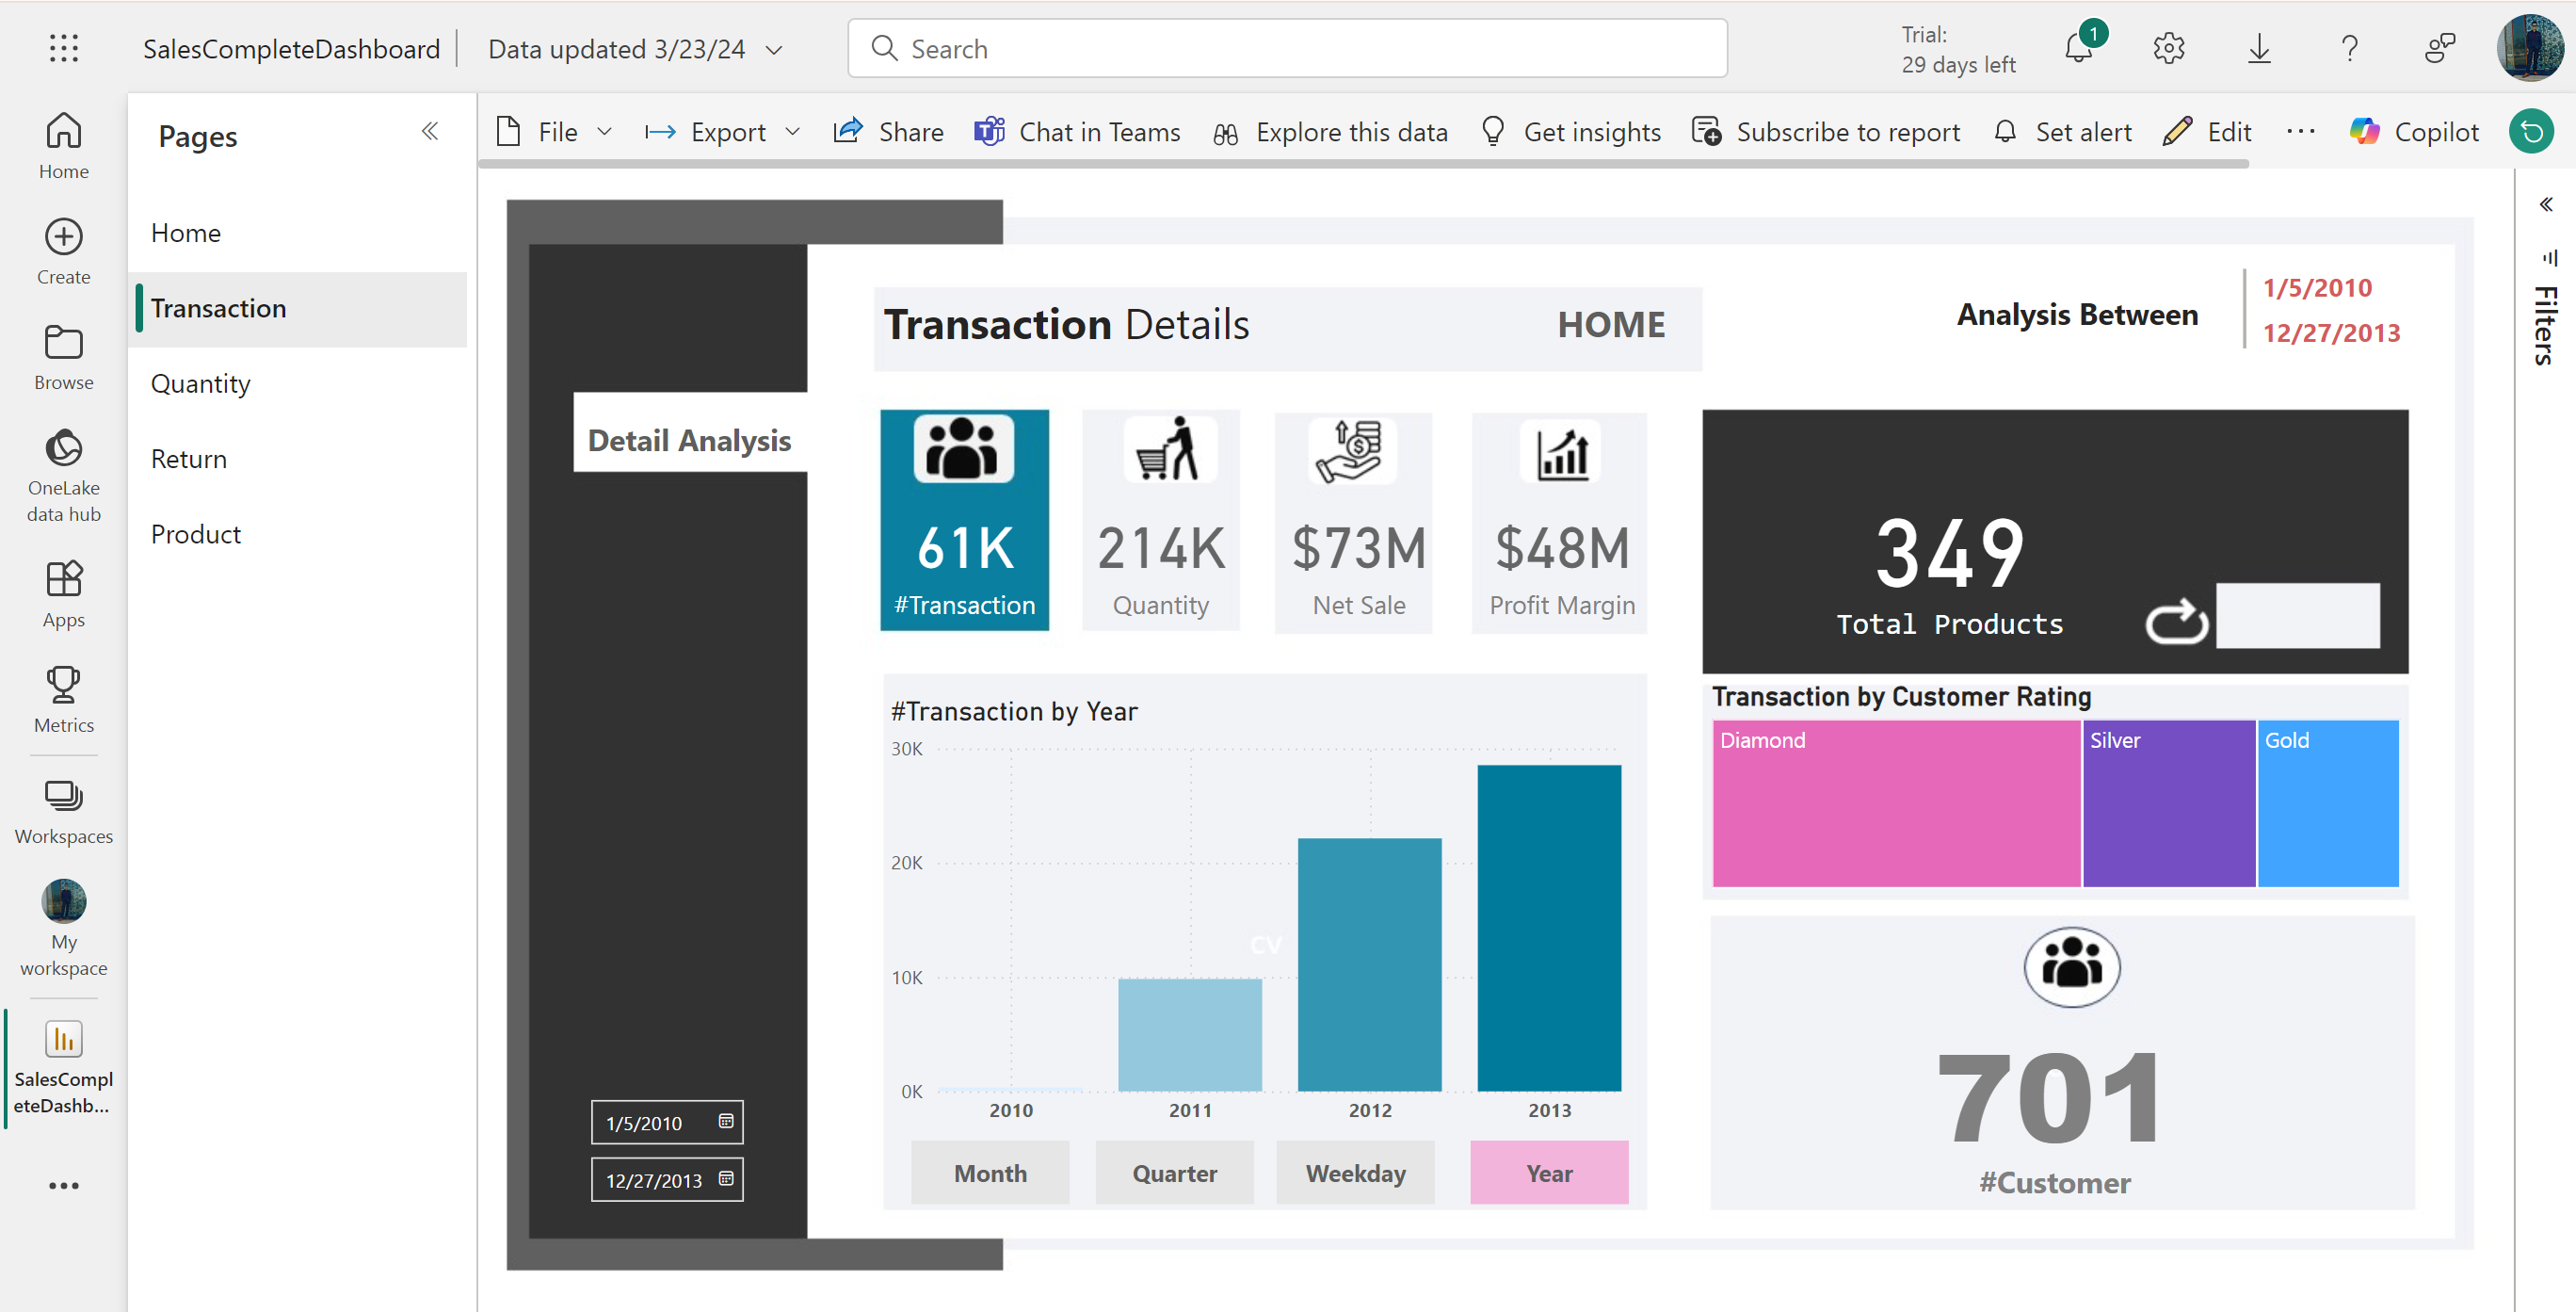 SalesCompleteDashboard
Data updated 3/23/24
Search
Trial:
29 days left
1
Home
Create
Browse
OneLake
data hub
Apps
Metrics
Workspaces
My
workspace
SalesCompl
eteDashb...
Pages
Home
Transaction
Quantity
Return
Product
File
Export
Share
Chat in Teams
Explore this data
Get insights
Subscribe to report
Set alert
Edit
Copilot
Filters
Detail Analysis
1/5/2010
12/27/2013
Transaction Details
HOME
Analysis Between
1/5/2010
12/27/2013
61K
#Transaction
214K
Quantity
$73M
Net Sale
$48M
Profit Margin
349
Total Products
#Transaction by Year
30K
20K
10K
0K
CV
2010
2011
2012
2013
Month
Quarter
Weekday
Year
Transaction by Customer Rating
Diamond
Silver
Gold
701
#Customer